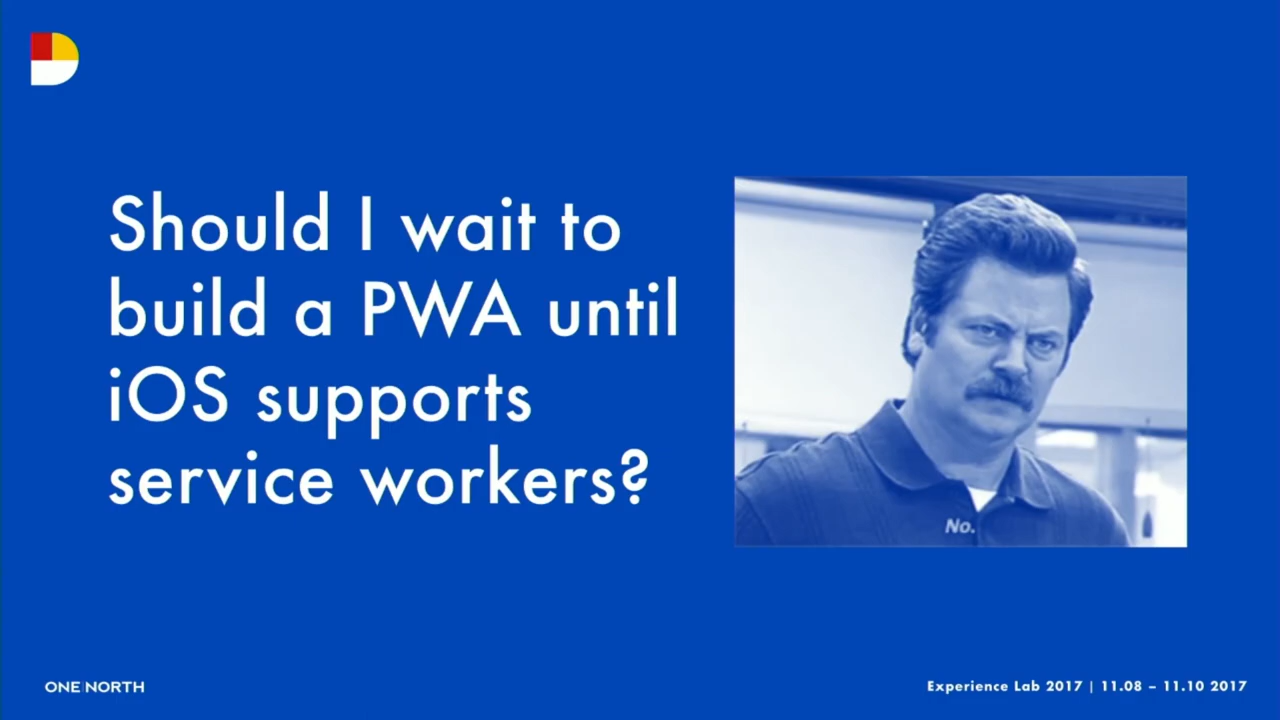 Should I wait to
build a PWA until
iOS supports
service workers?
No.
ONE NORTH
Experience Lab 2017 | 11.08 – 11.10 2017